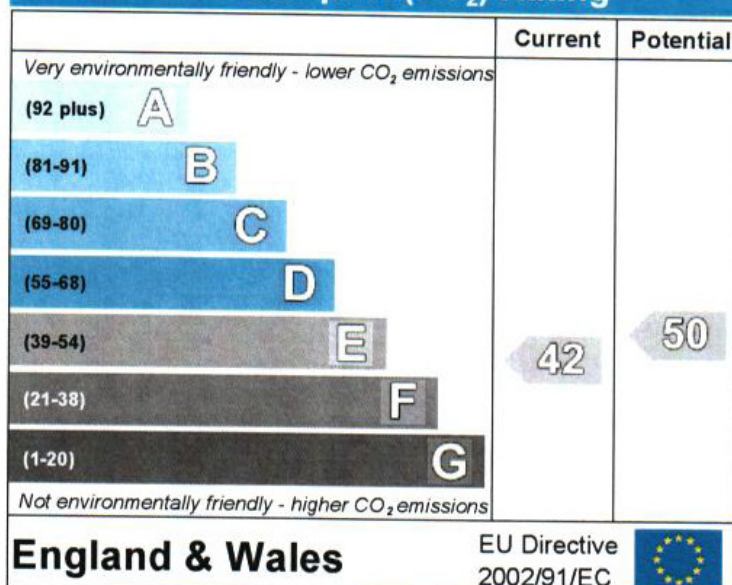 Current Potential
Very environmentally friendly - lower CO₂ emissions
(92 plus) A
(81-91) B
(69-80) C
(55-68) D
(39-54) E
42
50
(21-38) F
(1-20) G
Not environmentally friendly - higher CO₂ emissions
England & Wales
EU Directive
2002/91/EC